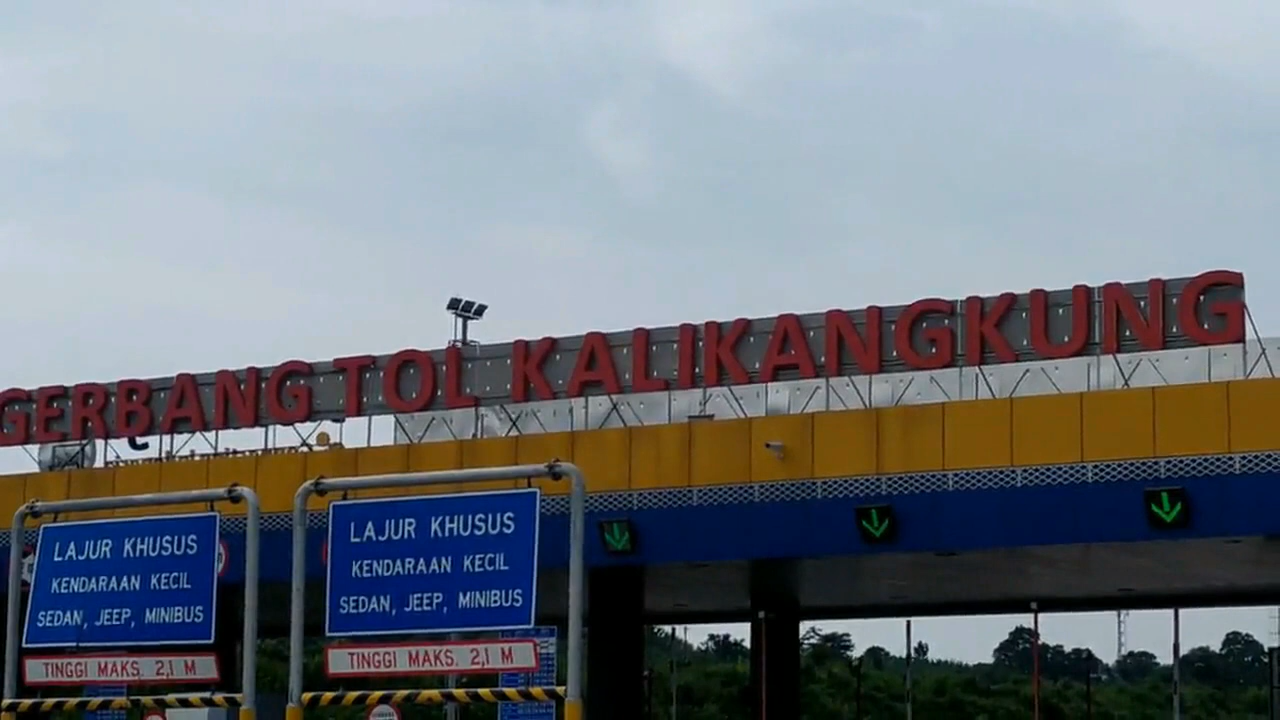 GERBANG TOL KALIKANGKUNG
LAJUR KHUSUS
KENDARAAN KECIL
SEDAN, JEEP, MINIBUS
TINGGI MAKS. 2,1 M
LAJUR KHUSUS
KENDARAAN KECIL
SEDAN, JEEP, MINIBUS
TINGGI MAKS. 2,1 M